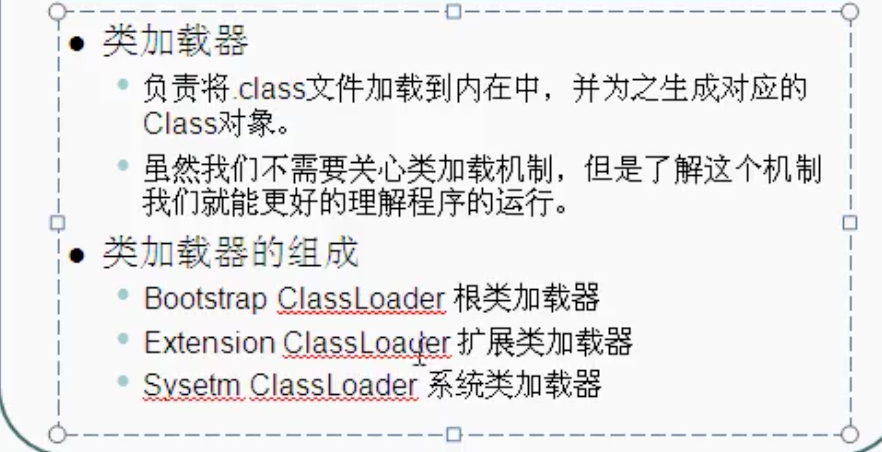 类加载器
负责将.class文件加载到内在中，并为之生成对应的
Class对象。
虽然我们不需要关心类加载机制，但是了解这个机制
我们就能更好的理解程序的运行。
类加载器的组成
Bootstrap ClassLoader 根类加载器
Extension ClassLoader 扩展类加载器
Sysetm ClassLoader 系统类加载器